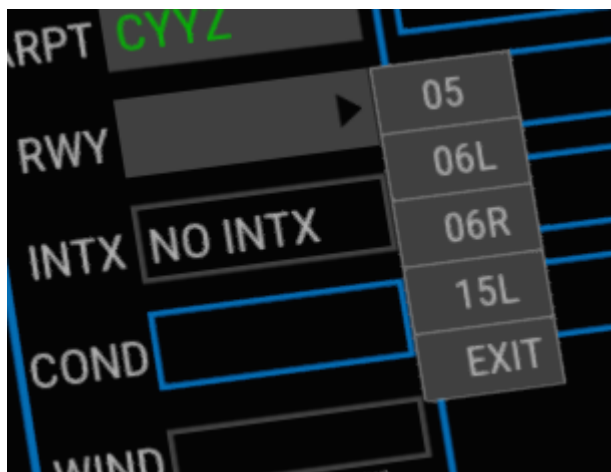 ARPT CYYZ
RWY
05
06L
INTX NO INTX
06R
15L
COND
EXIT
WIND